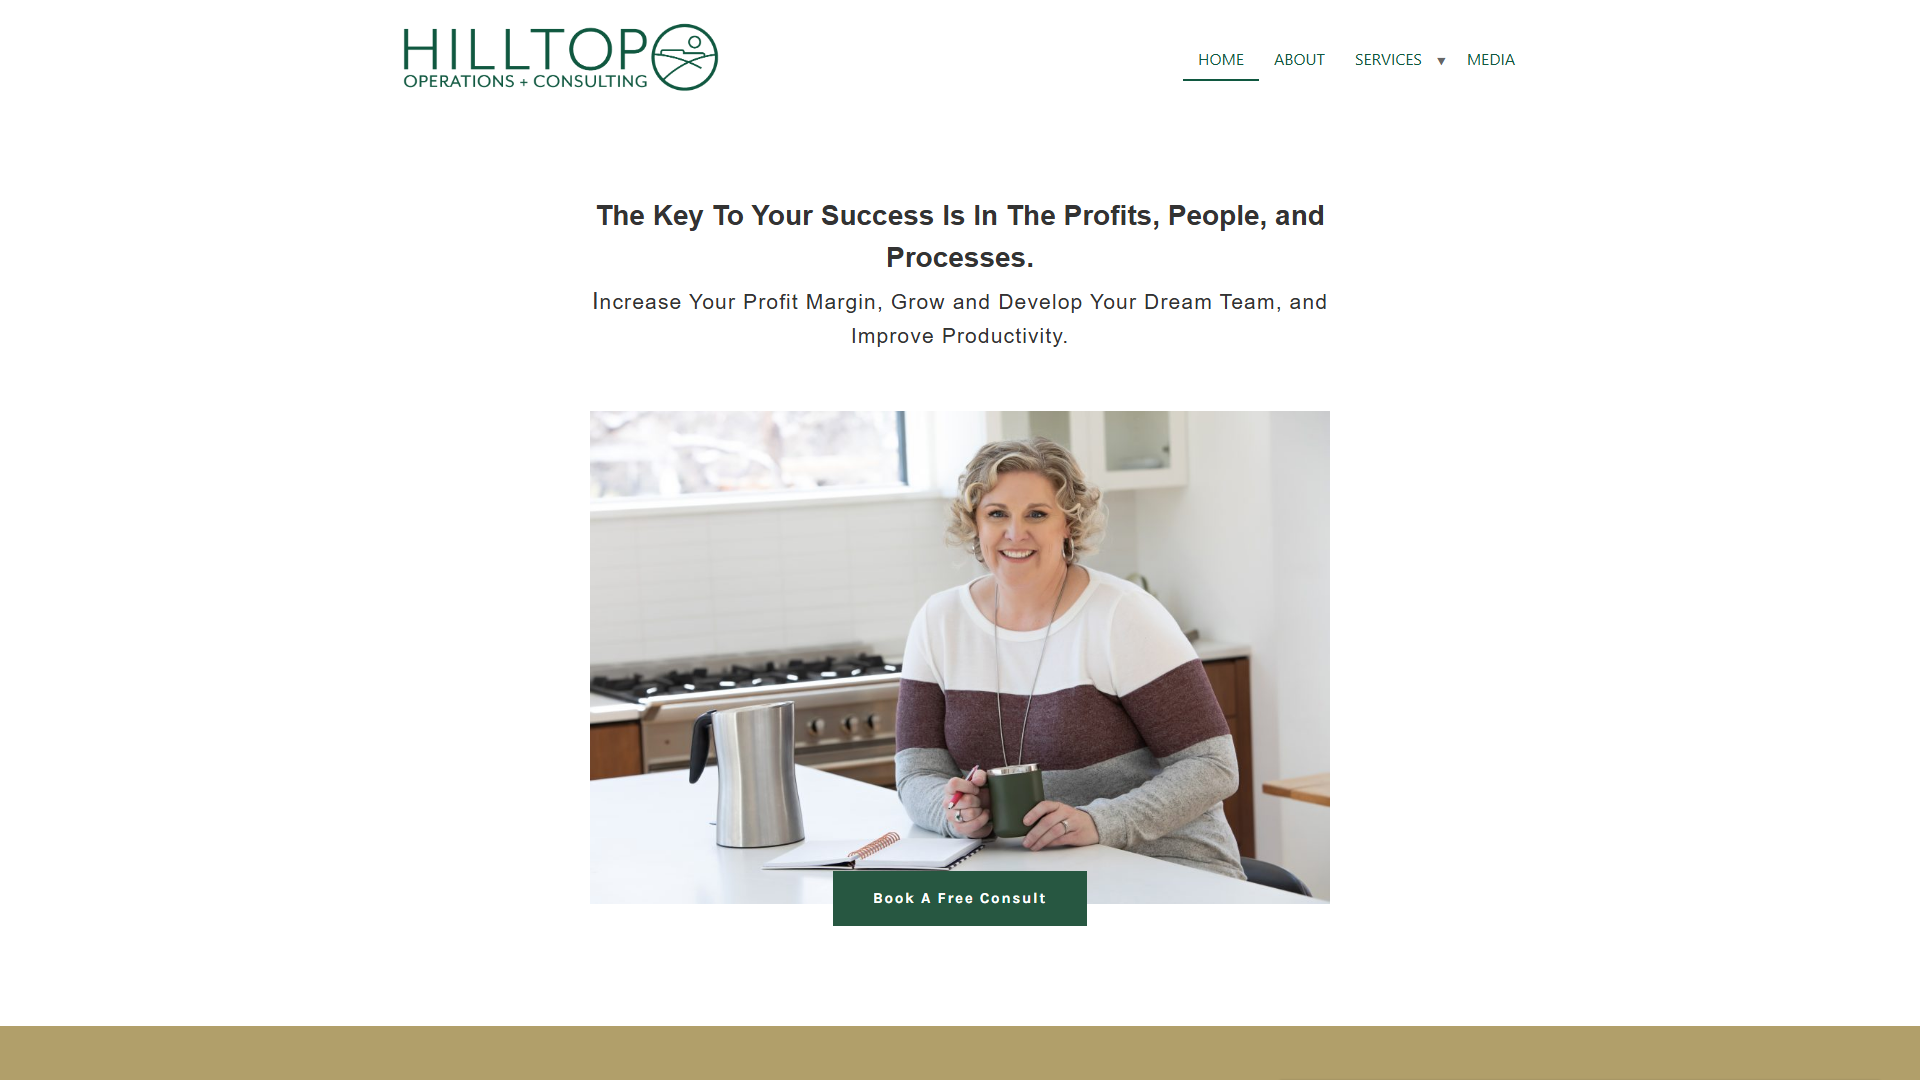 HILLTOP
OPERATIONS + CONSULTING
HOME ABOUT SERVICES ▼ MEDIA
The Key To Your Success Is In The Profits, People, and
Processes.
Increase Your Profit Margin, Grow and Develop Your Dream Team, and
Improve Productivity.
Book A Free Consult